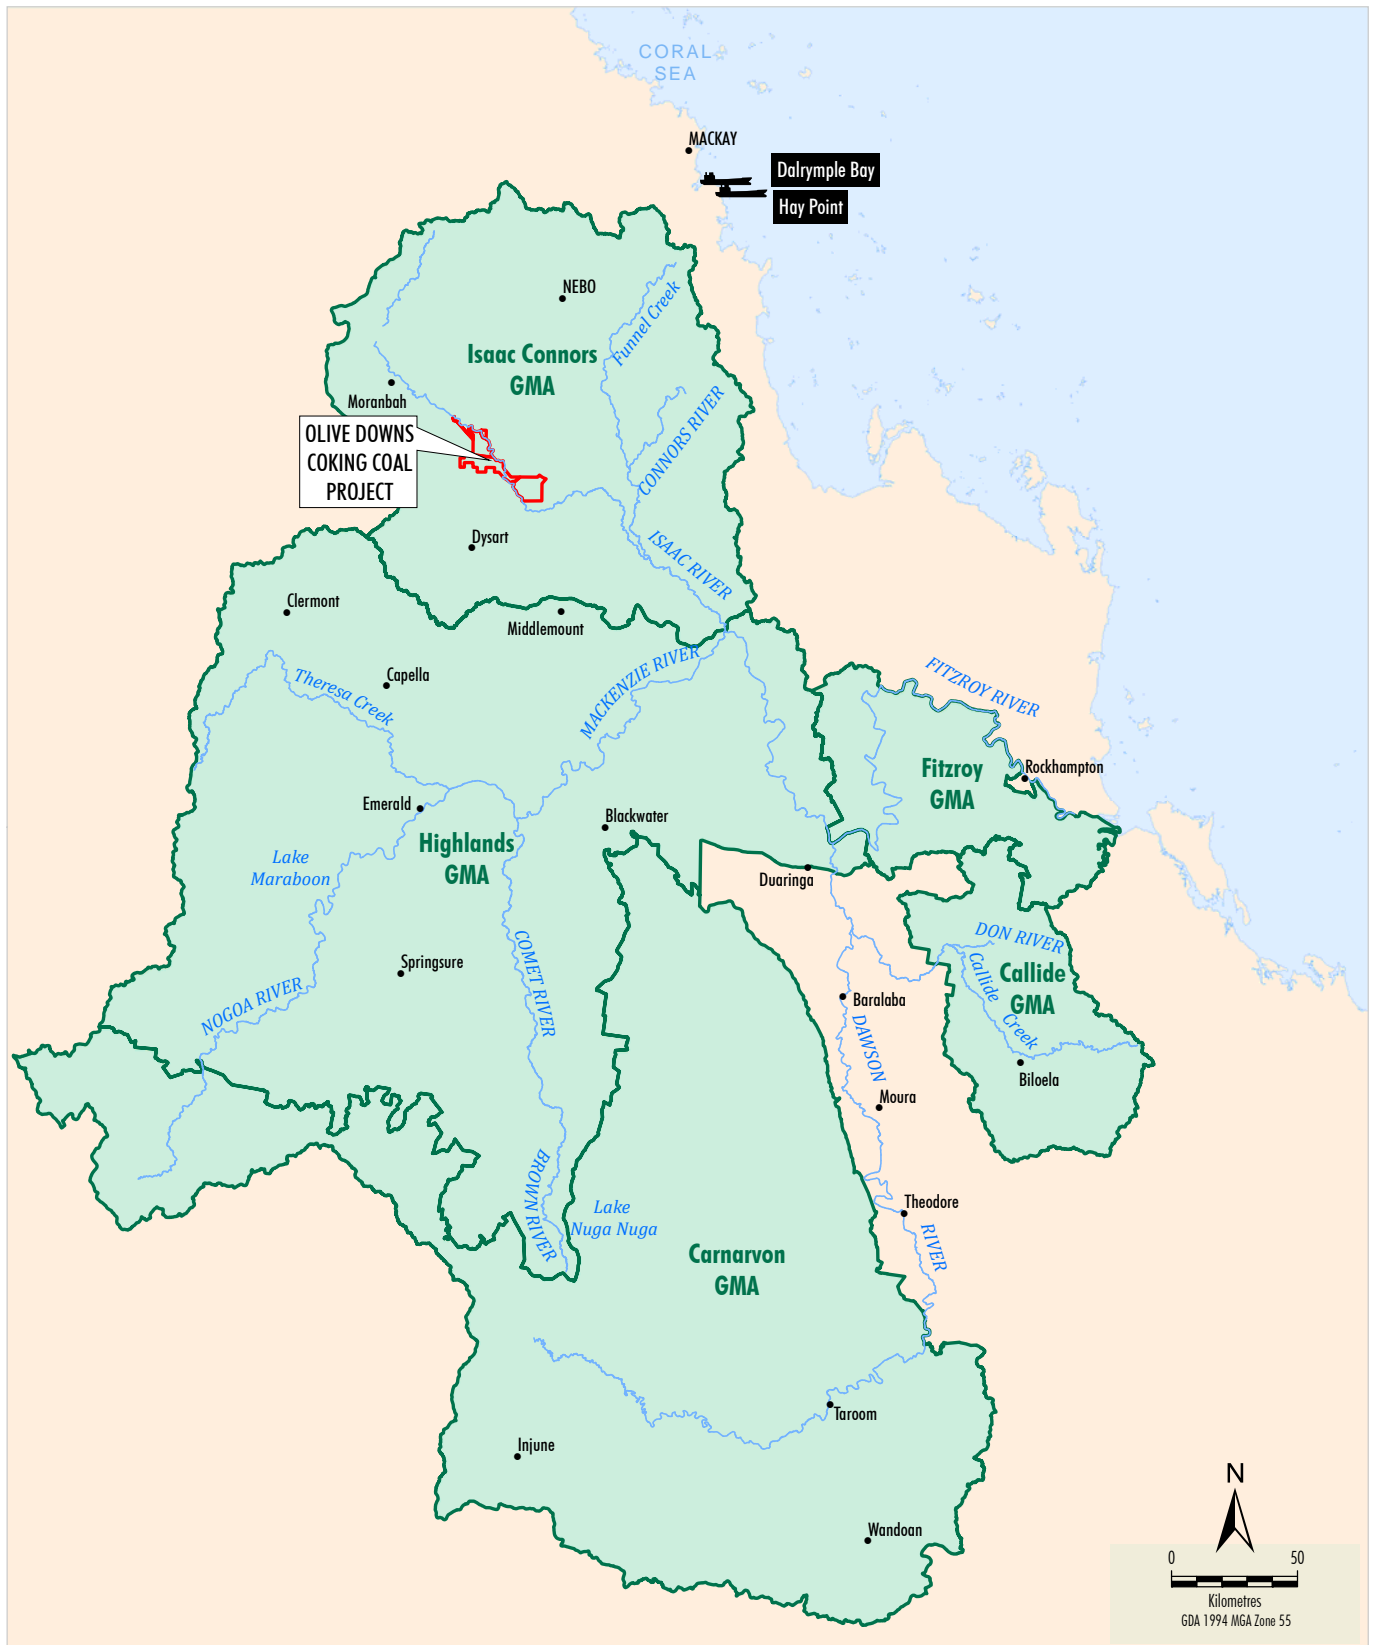 CORAL
SEA
MACKAY
Dalrymple Bay
Hay Point
NEBO
Funnel Creek
Isaac Connors
GMA
Moranbah
CONNORS RIVER
OLIVE DOWNS
COKING COAL
PROJECT
Dysart
ISAAC RIVER
Clermont
Middlemount
MACKENZIE RIVER
Capella
Theresa Creek
FITZROY RIVER
Fitzroy
GMA
Rockhampton
Emerald
Blackwater
Highlands
GMA
Lake
Maraboon
Duaringa
DON RIVER
Callide
GMA
Callide Creek
COMET RIVER
Springsure
NOGOA RIVER
Baralaba
DAWSON
Biloela
Moura
BROWN RIVER
Lake
Nuga Nuga
Theodore
RIVER
Carnarvon
GMA
Taroom
Injune
Wandoan
N
0 50
Kilometres
GDA 1994 MGA Zone 55